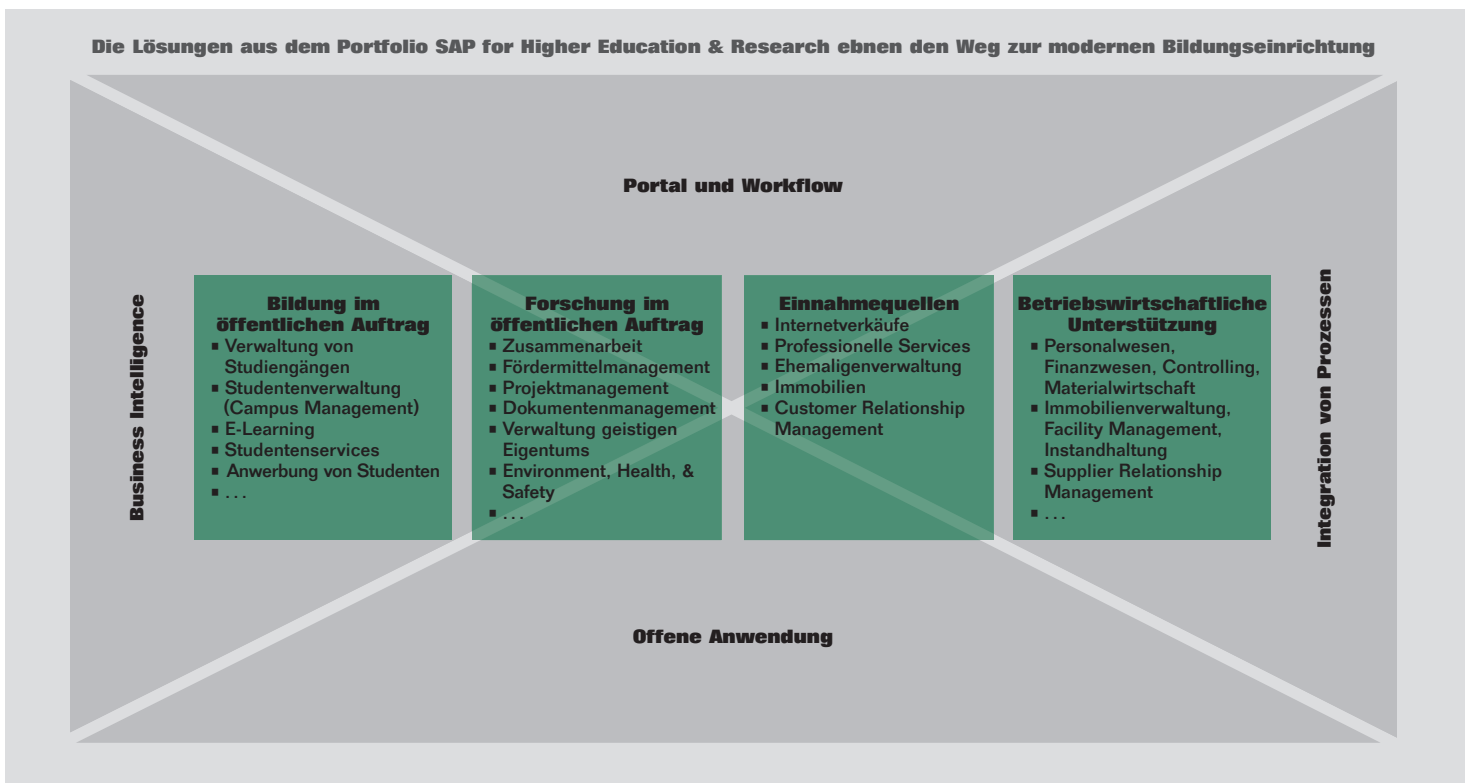 Die Lösungen aus dem Portfolio SAP for Higher Education & Research ebnen den Weg zur modernen Bildungseinrichtung
Portal und Workflow
Business Intelligence
Bildung im
öffentlichen Auftrag
▪ Verwaltung von
Studiengängen
▪ Studentenverwaltung
(Campus Management)
▪ E-Learning
▪ Studentenservices
▪ Anwerbung von Studenten
▪ ...
Forschung im
öffentlichen Auftrag
▪ Zusammenarbeit
▪ Fördermittelmanagement
▪ Projektmanagement
▪ Dokumentenmanagement
▪ Verwaltung geistigen
Eigentums
▪ Environment, Health, &
Safety
▪ ...
Einnahmequellen
▪ Internetverkäufe
▪ Professionelle Services
▪ Ehemaligenverwaltung
▪ Immobilien
▪ Customer Relationship
Management
Betriebswirtschaftliche
Unterstützung
▪ Personalwesen,
Finanzwesen, Controlling,
Materialwirtschaft
▪ Immobilienverwaltung,
Facility Management,
Instandhaltung
▪ Supplier Relationship
Management
▪ ...
Integration von Prozessen
Offene Anwendung